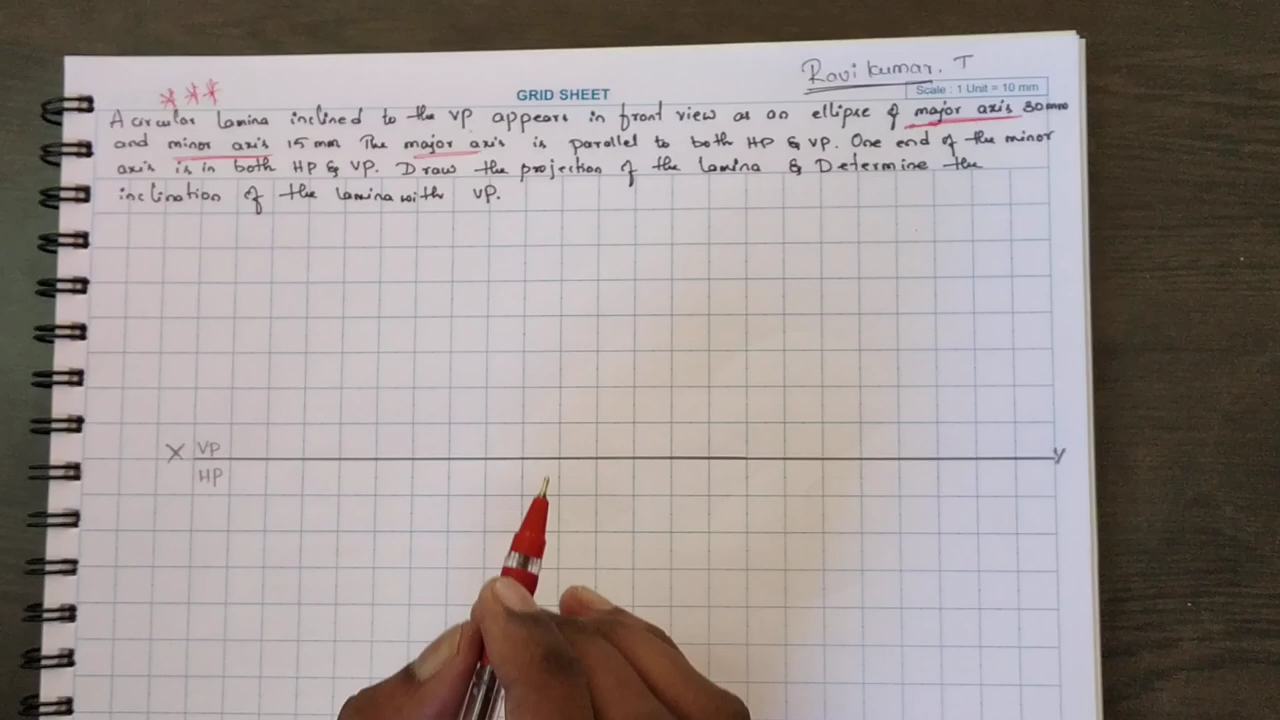 Ravi kumar. T
GRID SHEET
Scale : 1 Unit = 10 mm
A circular Lamina inclined to the VP appears in front view as an ellipse of major axis 30mm
and minor axis 15 mm The major axis is parallel to both HP & VP. One end of the minor
axis is in both HP & VP. Draw the projection of the lamina & Determine the
inclination of the lamina with VP.
X VP
HP
Y